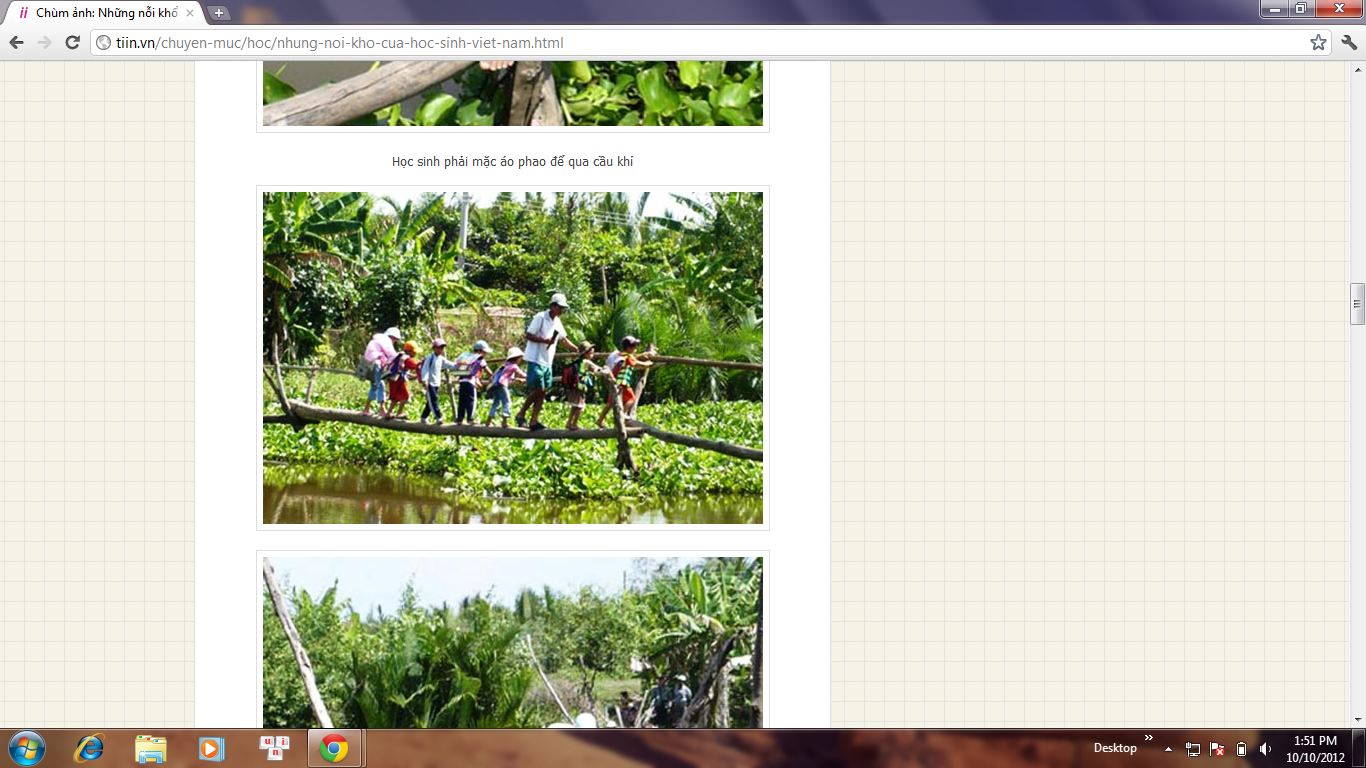 Chùm ảnh: Những nỗi khổ
tiin.vn/chuyen-muc/hoc/nhung-noi-kho-cua-hoc-sinh-viet-nam.html
Học sinh phải mặc áo phao để qua cầu khỉ
Desktop
1:51 PM
10/10/2012